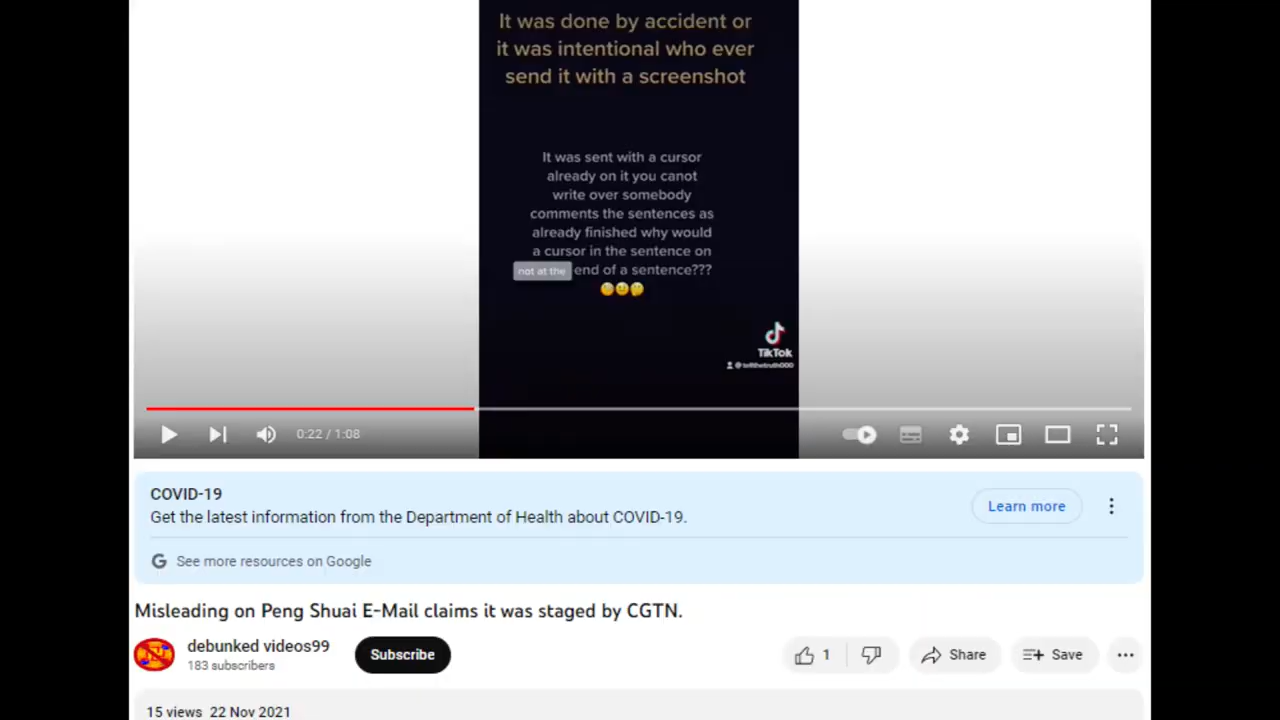 It was done by accident or
it was intentional who ever
send it with a screenshot
It was sent with a cursor
already on it you canot
write over somebody
comments the sentences as
already finished why would
a cursor in the sentence on
not at the end of a sentence???
TikTok
0:22 / 1:08
COVID-19
Get the latest information from the Department of Health about COVID-19.
Learn more
G See more resources on Google
Misleading on Peng Shuai E-Mail claims it was staged by CGTN.
debunked videos99
183 subscribers
Subscribe
1
Share
Save
15 views 22 Nov 2021